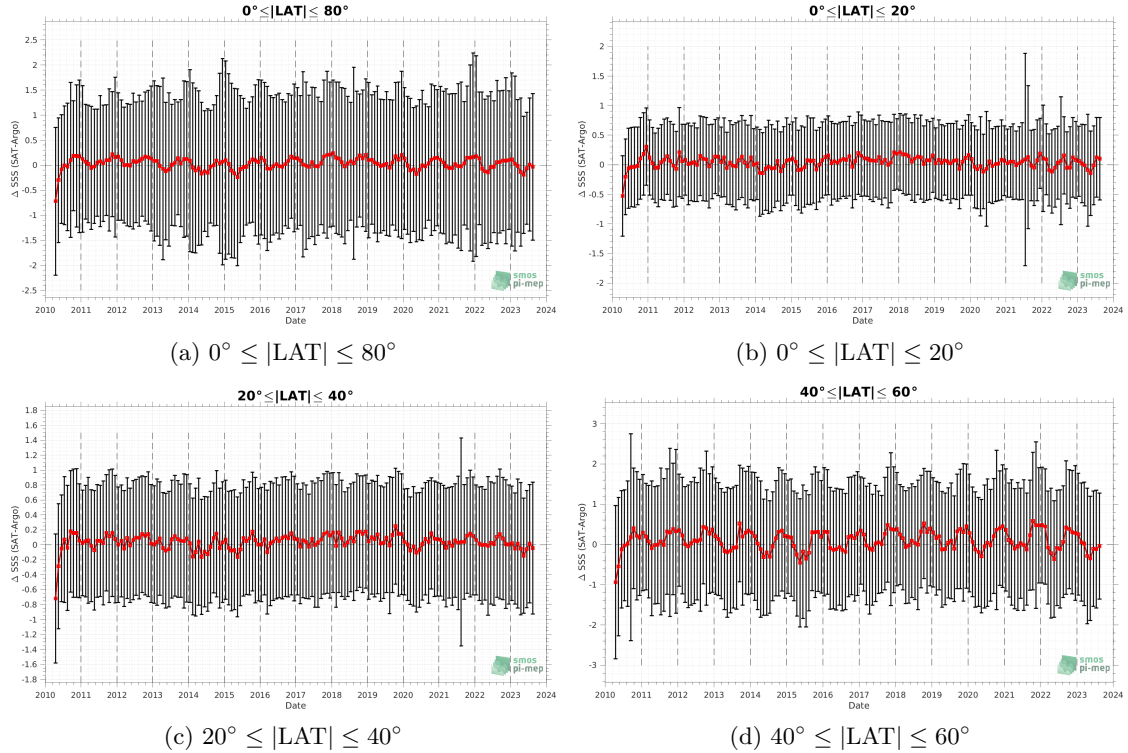 0°≤|LAT|≤ 80°
Δ SSS (SAT-Argo)
2.5
2
1.5
1
0.5
0
-0.5
-1
-1.5
-2
-2.5
2010 2011 2012 2013 2014 2015 2016 2017 2018 2019 2020 2021 2022 2023 2024
Date
smos
pi-mep
(a) 0° ≤ |LAT| ≤ 80°
0°≤|LAT|≤ 20°
Δ SSS (SAT-Argo)
2
1.5
1
0.5
0
-0.5
-1
-1.5
-2
2010 2011 2012 2013 2014 2015 2016 2017 2018 2019 2020 2021 2022 2023 2024
Date
smos
pi-mep
(b) 0° ≤ |LAT| ≤ 20°
20°≤|LAT|≤ 40°
Δ SSS (SAT-Argo)
1.8
1.6
1.4
1.2
1
0.8
0.6
0.4
0.2
0
-0.2
-0.4
-0.6
-0.8
-1
-1.2
-1.4
-1.6
-1.8
2010 2011 2012 2013 2014 2015 2016 2017 2018 2019 2020 2021 2022 2023 2024
Date
smos
pi-mep
(c) 20° ≤ |LAT| ≤ 40°
40°≤|LAT|≤ 60°
Δ SSS (SAT-Argo)
3
2
1
0
-1
-2
-3
2010 2011 2012 2013 2014 2015 2016 2017 2018 2019 2020 2021 2022 2023 2024
Date
smos
pi-mep
(d) 40° ≤ |LAT| ≤ 60°